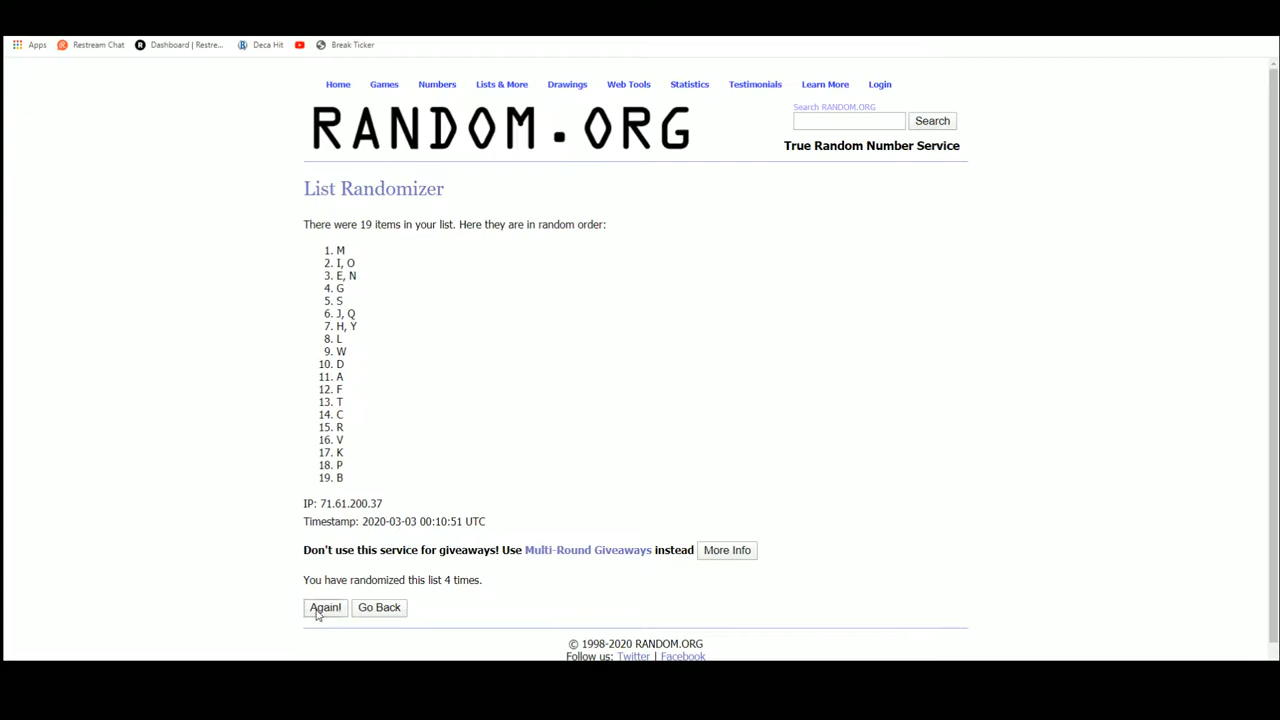 Apps Restream Chat Dashboard | Restre... Deca Hit Break Ticker
Home Games Numbers Lists & More Drawings Web Tools Statistics Testimonials Learn More Login
RANDOM.ORG
Search RANDOM.ORG
Search
True Random Number Service
List Randomizer
There were 19 items in your list. Here they are in random order:
1. M
2. I, O
3. E, N
4. G
5. S
6. J, Q
7. H, Y
8. L
9. W
10. D
11. A
12. F
13. T
14. C
15. R
16. V
17. K
18. P
19. B
IP: 71.61.200.37
Timestamp: 2020-03-03 00:10:51 UTC
Don't use this service for giveaways! Use Multi-Round Giveaways instead More Info
You have randomized this list 4 times.
Again! Go Back
© 1998-2020 RANDOM.ORG
Follow us: Twitter | Facebook